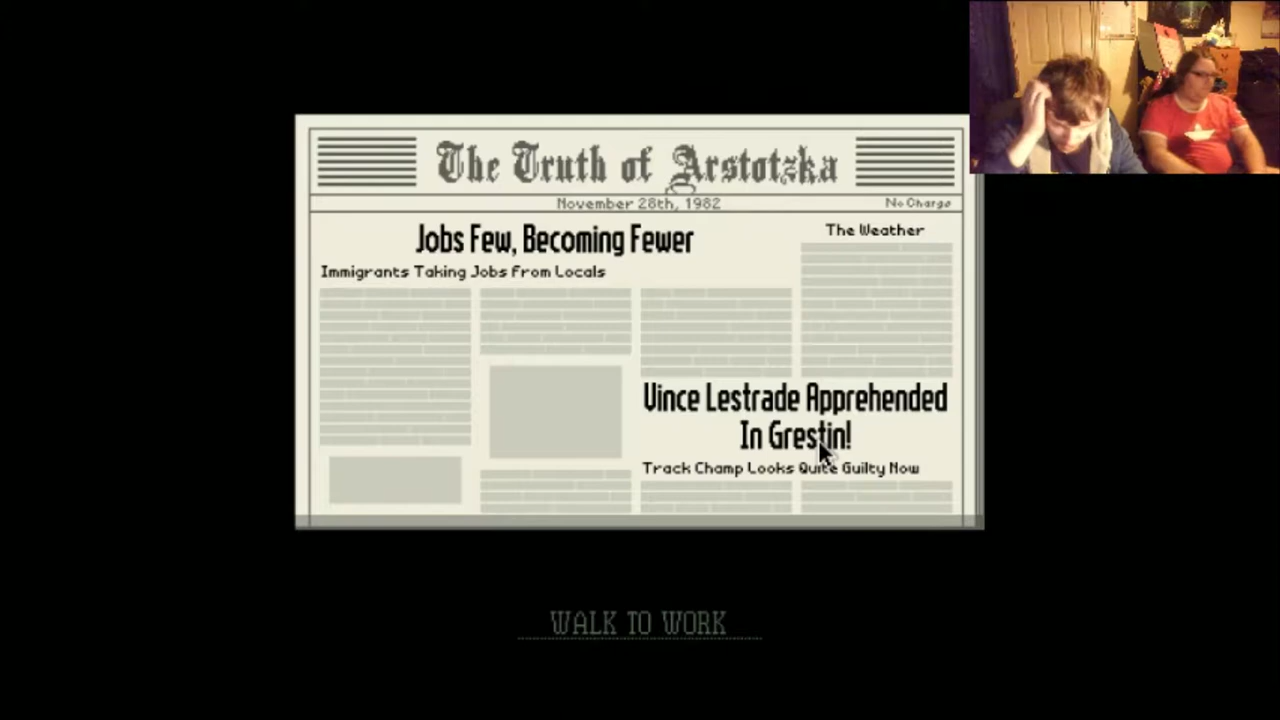 The Truth of Arstotzka
November 28th, 1982
No Charge
Jobs Few, Becoming Fewer
Immigrants Taking Jobs From Locals
The Weather
Vince Lestrade Apprehended
In Grestin!
Track Champ Looks Quite Guilty Now
WALK TO WORK